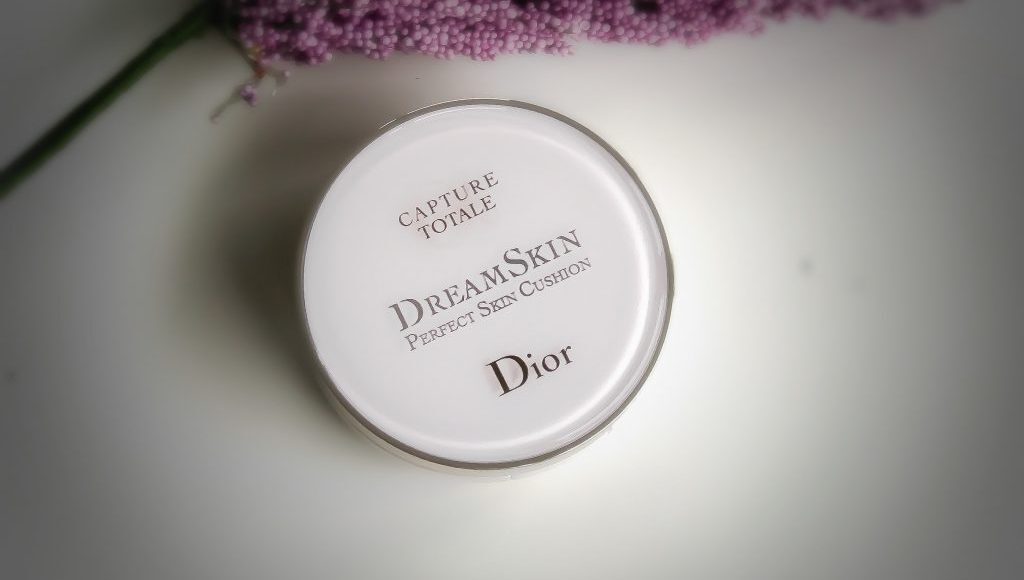 CAPTURE
TOTALE
DREAMSKIN
PERFECT SKIN CUSHION
Dior